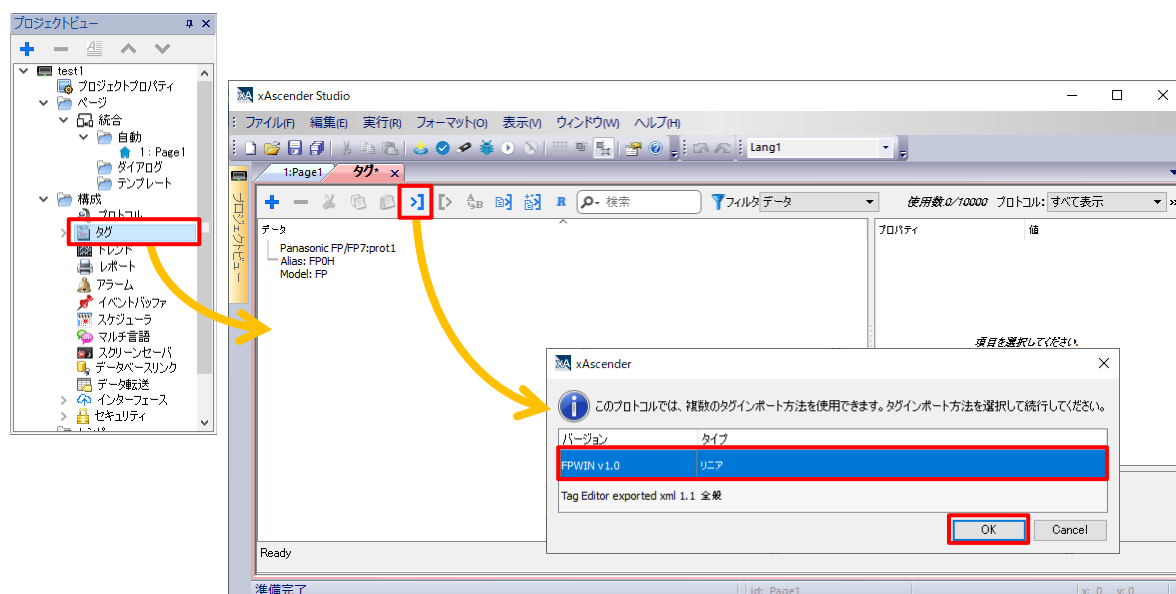 プロジェクトビュー
test1
プロジェクトプロパティ
ページ
統合
自動
1 : Page1
ダイアログ
テンプレート
構成
プロトコル
タグ
トレンド
レポート
アラーム
イベントバッファ
スケジューラ
マルチ言語
スクリーンセーバ
データベースリンク
データ転送
インターフェース
セキュリティ
xAscender Studio
ファイル(F) 編集(E) 実行(R) フォーマット(O) 表示(V) ウィンドウ(W) ヘルプ(H)
Lang1
1:Page1 タグ*
プロジェクトビュー
検索 フィルタ データ 使用数:0/10000 プロトコル: すべて表示
データ
Panasonic FP/FP7:prot1
Alias: FP0H
Model: FP
プロパティ 値
項目を選択してください.
xAscender
このプロトコルでは、複数のタグインポート方法を使用できます。タグインポート方法を選択して続行してください。
バージョン タイプ
FPWIN v1.0 リニア
Tag Editor exported xml 1.1 全般
OK Cancel
Ready
準備完了 id: Page1 x: 0 y: 0